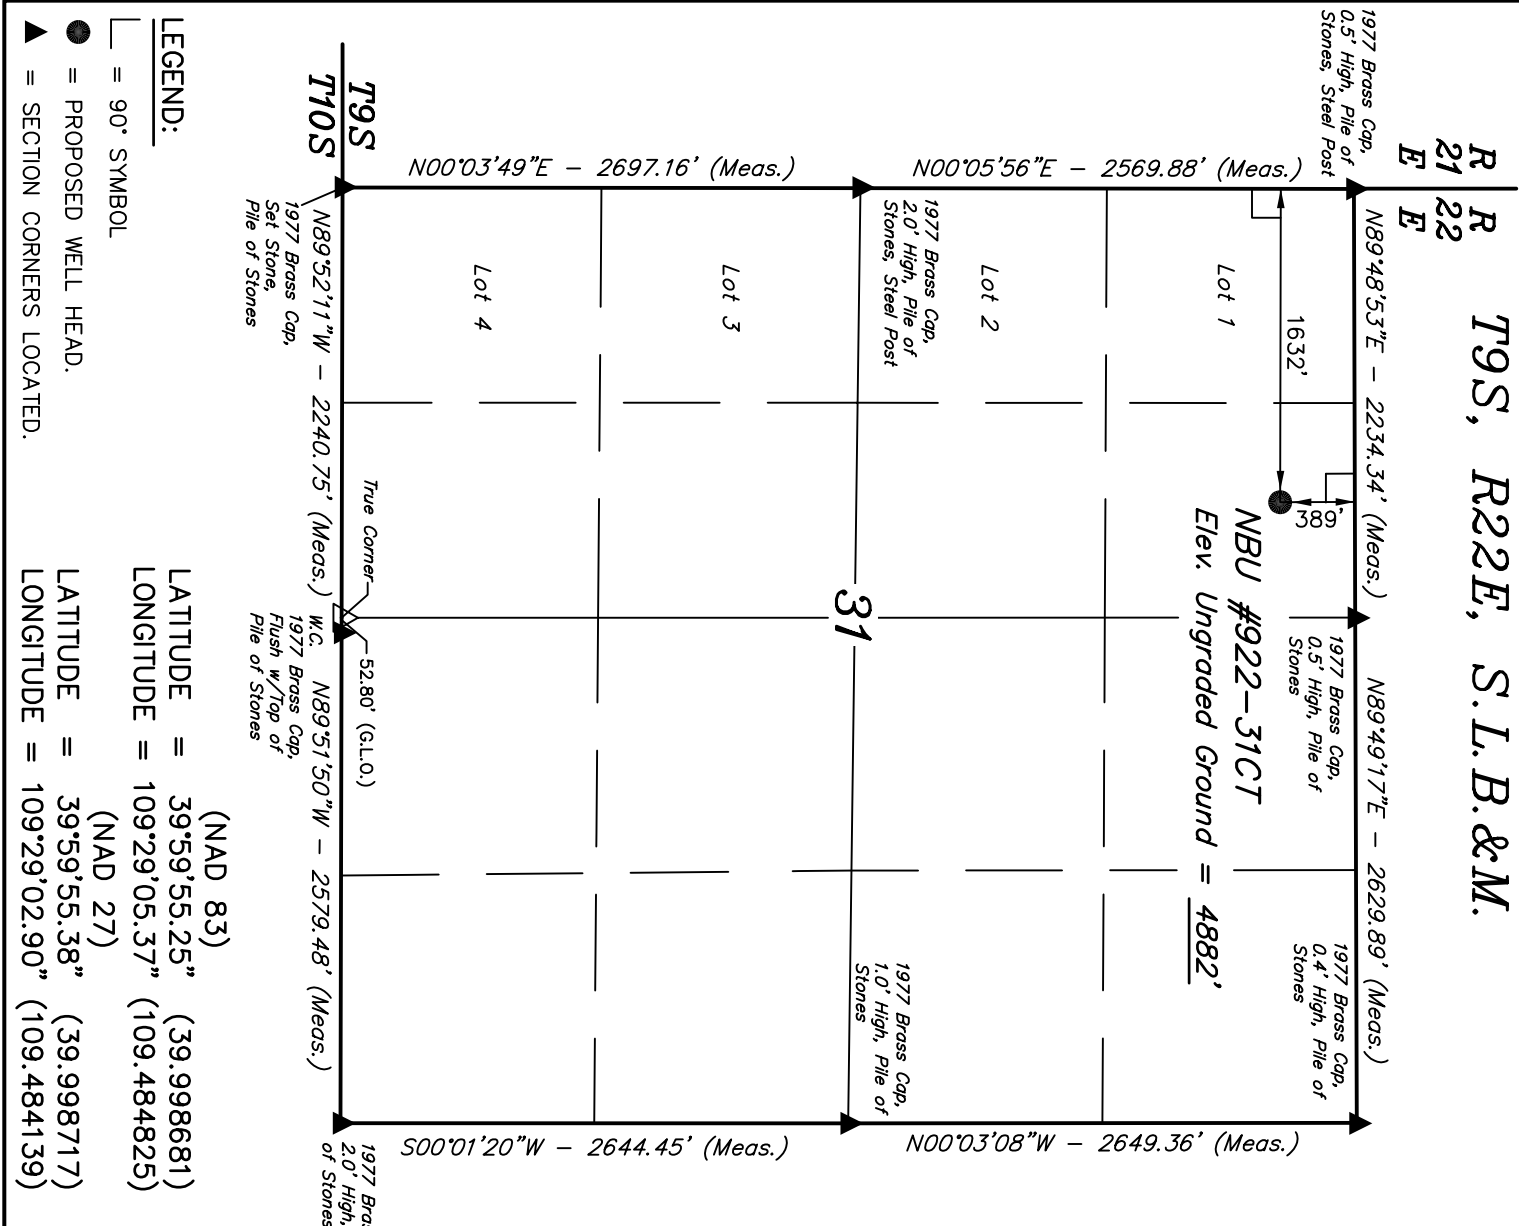 T9S, R22E, S.L.B.&M.
R
21
E
R
22
E
1977 Brass Cap,
0.5' High, Pile of
Stones, Steel Post
N89°48'53"E - 2234.34' (Meas.)
N89°49'17"E - 2629.89' (Meas.)
1977 Brass Cap,
0.5' High, Pile of
Stones
1977 Brass Cap,
0.4' High, Pile of
Stones
1632'
389'
NBU #922-31CT
Elev. Ungraded Ground = 4882'
Lot 1
Lot 2
Lot 3
Lot 4
N00°05'56"E - 2569.88' (Meas.)
N00°03'49"E - 2697.16' (Meas.)
1977 Brass Cap,
2.0' High, Pile of
Stones, Steel Post
31
1977 Brass Cap,
1.0' High, Pile of
Stones
N00°03'08"W - 2649.36' (Meas.)
S00°01'20"W - 2644.45' (Meas.)
T9S
T10S
True Corner
52.80' (G.L.O.)
N89°52'11"W - 2240.75' (Meas.)
N89°51'50"W - 2579.48' (Meas.)
1977 Brass Cap,
Set Stone,
Pile of Stones
W.C.
1977 Brass Cap,
Flush w/Top of
Pile of Stones
1977 Bras
2.0' High,
of Stones
LEGEND:
= 90° SYMBOL
= PROPOSED WELL HEAD.
= SECTION CORNERS LOCATED.
(NAD 83)
LATITUDE = 39°59'55.25" (39.998681)
LONGITUDE = 109°29'05.37" (109.484825)
(NAD 27)
LATITUDE = 39°59'55.38" (39.998717)
LONGITUDE = 109°29'02.90" (109.484139)